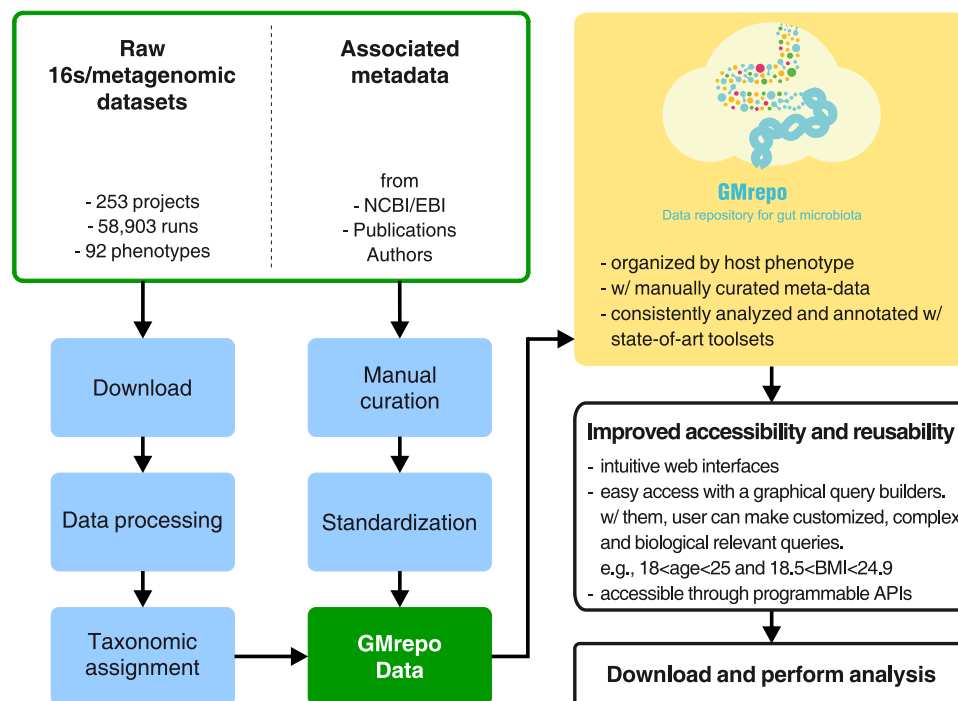 Raw
16s/metagenomic
datasets
- 253 projects
- 58,903 runs
- 92 phenotypes
Associated
metadata
from
- NCBI/EBI
- Publications
Authors
Download
Data processing
Taxonomic
assignment
Manual
curation
Standardization
GMrepo
Data
GMrepo
Data repository for gut microbiota
- organized by host phenotype
- w/ manually curated meta-data
- consistently analyzed and annotated w/
state-of-art toolsets
Improved accessibility and reusability
- intuitive web interfaces
- easy access with a graphical query builders.
w/ them, user can make customized, complex
and biological relevant queries.
e.g., 18<age<25 and 18.5<BMI<24.9
- accessible through programmable APIs
Download and perform analysis